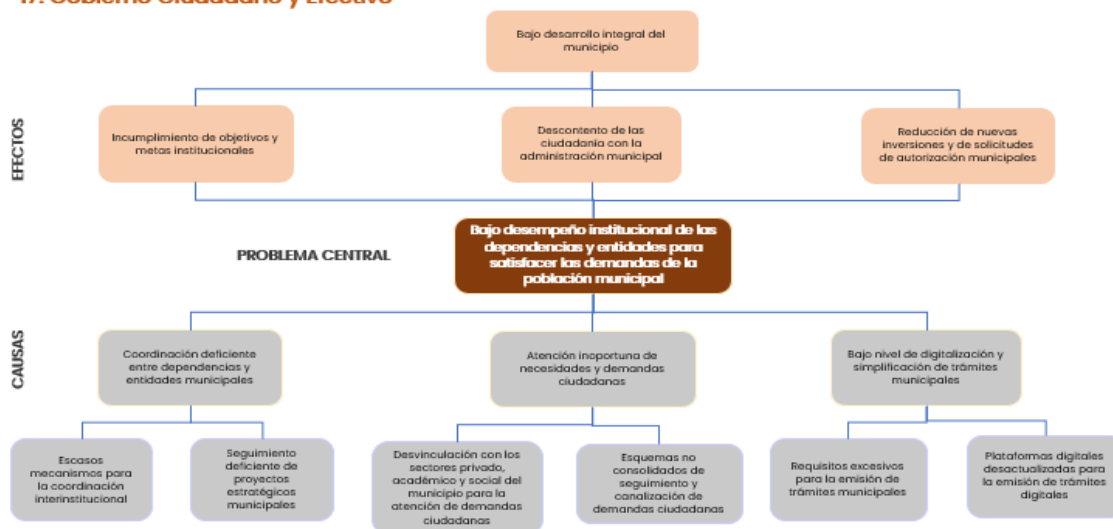 17. Gobierno Ciudadano y Efectivo
Bajo desarrollo integral del
municipio
EFECTOS
Incumplimiento de objetivos y
metas institucionales
Descontento de las
ciudadanía con la
administración municipal
Reducción de nuevas
inversiones y de solicitudes
de autorización municipales
PROBLEMA CENTRAL
Bajo desempeño institucional de las
dependencias y entidades para
satisfacer las demandas de la
población municipal
CAUSAS
Coordinación deficiente
entre dependencias y
entidades municipales
Atención inoportuna de
necesidades y demandas
ciudadanas
Bajo nivel de digitalización y
simplificación de trámites
municipales
Escasos
mecanismos para
la coordinación
interinstitucional
Seguimiento
deficiente de
proyectos
estratégicos
municipales
Desvinculación con los
sectores privado,
académico y social del
municipio para la
atención de demandas
ciudadanas
Esquemas no
consolidados de
seguimiento y
canalización de
demandas ciudadanas
Requisitos excesivos
para la emisión de
trámites municipales
Plataformas digitales
desactualizadas para
la emisión de trámites
digitales